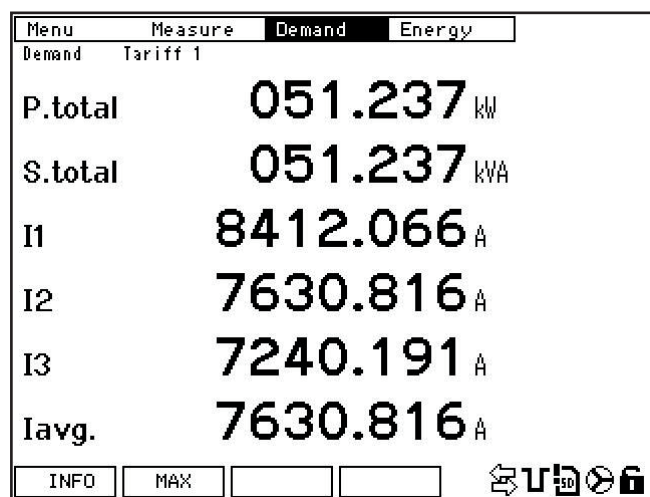 Menu Measure Demand Energy
Demand Tariff 1
P.total 051.237 kW
S.total 051.237 kVA
I1 8412.066 A
I2 7630.816 A
I3 7240.191 A
Iavg. 7630.816 A
INFO MAX SD